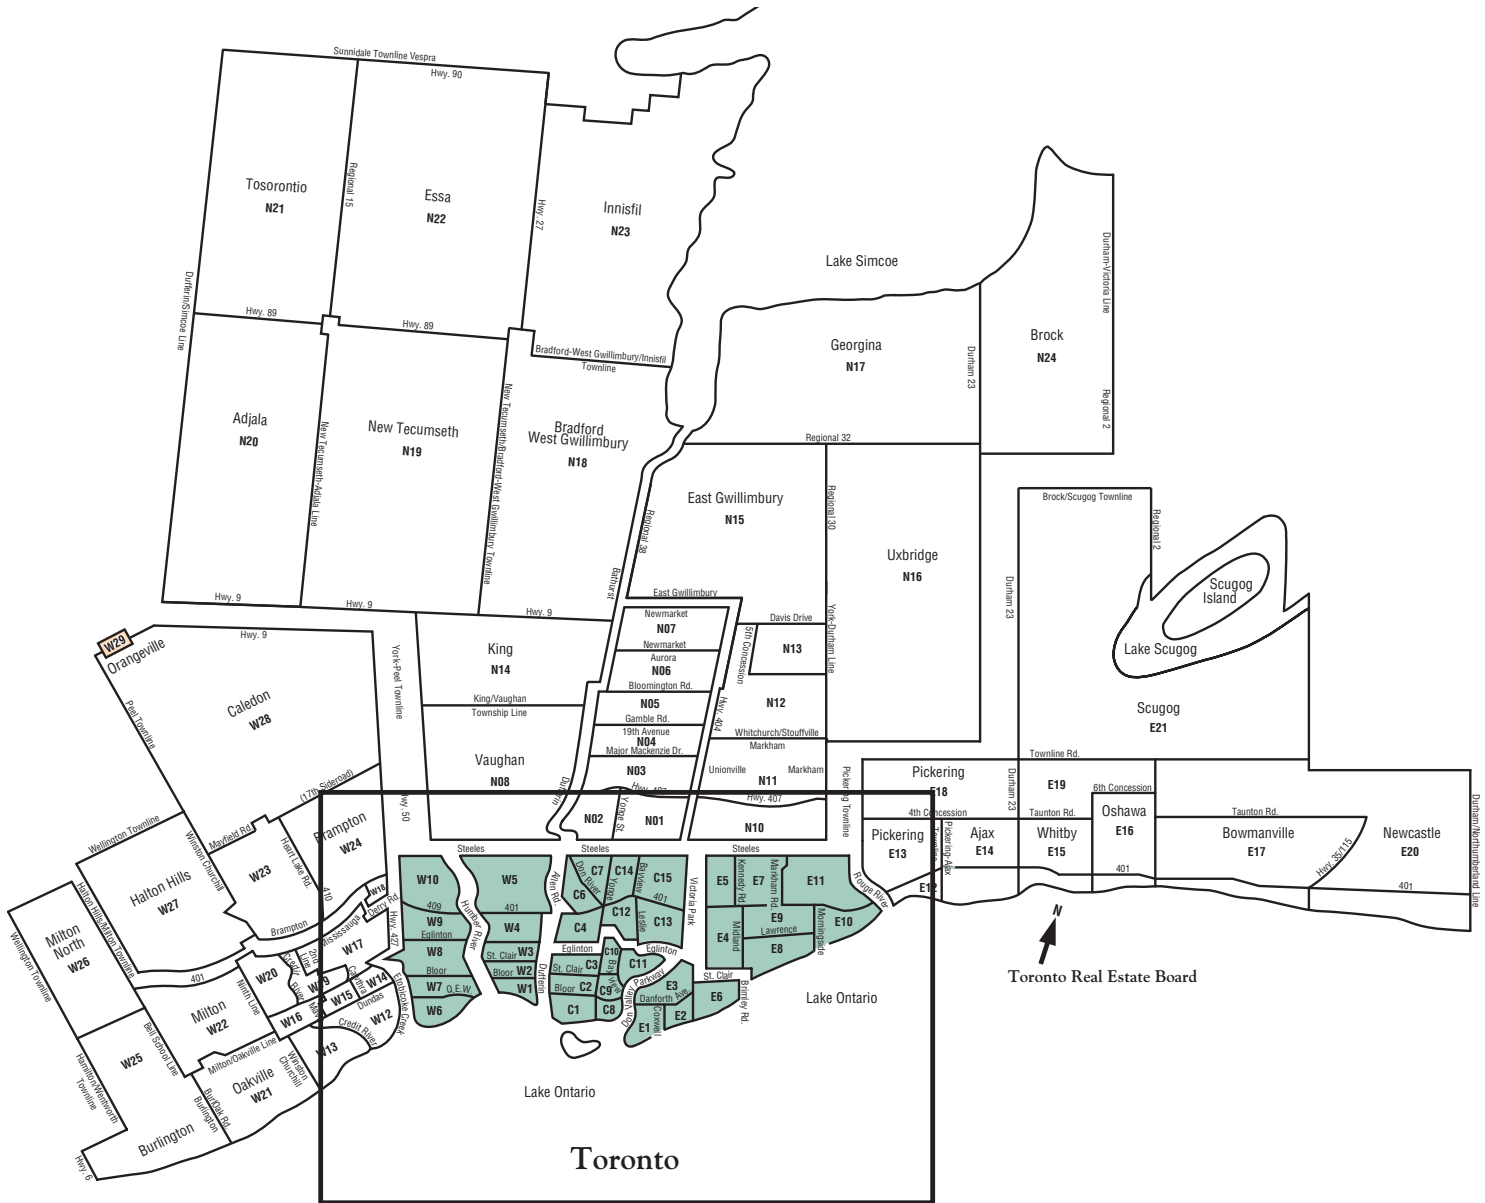 Sunnidale Townline Vespra
Hwy. 90
Tosorontio
N21
Regional 15
Essa
N22
Hwy. 27
Innisfil
N23
Lake Simcoe
Dufferin/Simcoe Line
Hwy. 89
Hwy. 89
Bradford-West Gwillimbury/Innisfil
Townline
Georgina
N17
Durham 23
Brock
N24
Durham-Victoria Line
Regional 2
Adjala
N20
New Tecumseth-Adjala Line
New Tecumseth
N19
New Tecumseth/Bradford-West Gwillimbury Townline
Bradford
West Gwillimbury
N18
Regional 32
Regional 38
Bathurst
East Gwillimbury
N15
Regional 30
Uxbridge
N16
Durham 23
Brock/Scugog Townline
Regional 2
Scugog
Island
Lake Scugog
Scugog
E21
Hwy. 9
Hwy. 9
Hwy. 9
Hwy. 9
W29
Orangeville
Peel Townline
Caledon
W28
York-Peel Townline
Hwy. 50
King
N14
King/Vaughan
Township Line
Vaughan
N08
Dufferin
East Gwillimbury
Newmarket
N07
Newmarket
Aurora
N06
Bloomington Rd.
N05
Gamble Rd.
19th Avenue
N04
Major Mackenzie Dr.
N03
Hwy. 407
N02
Yonge St.
N01
Hwy. 404
5th Concession
Davis Drive
N13
York-Durham Line
N12
Whitchurch/Stouffville
Markham
Unionville
Markham
N11
Hwy. 407
N10
Pickering Townline
Townline Rd.
Pickering
E18
Durham 23
E19
6th Concession
4th Concession
Taunton Rd.
Taunton Rd.
Pickering
E13
Townline
Pickering-Ajax
Ajax
E14
Whitby
E15
Oshawa
E16
Bowmanville
E17
Hwy. 35/115
Newcastle
E20
Durham/Northumberland Line
401
401
E12
Rouge River
(17th Sideroad)
Wellington Townline
Winston Churchill
Mayfield Rd.
Heart Lake Rd.
Brampton
W24
W23
410
Halton Hills
W27
Halton Hills/Milton Townline
Wellington Townline
Milton
North
W26
401
Brampton
Mississauga
W18
Derry Rd.
Hwy. 427
W17
2nd
Line
Credit
River
W19
W20
Ninth Line
Cawthra
W14
W15
Dundas
W16
W12
Credit River
W13
Etobicoke Creek
Milton
W22
W25
Bell School Line
Milton/Oakville Line
Winston
Churchill
Oakville
W21
Burl/Oak Rd.
Burlington
Hamilton/Wentworth
Townline
Burlington
Hwy. 6
Steeles
Steeles
Steeles
W10
409
W9
Eglinton
W8
Bloor
W7
Q.E.W.
W6
Humber River
W5
401
W4
St. Clair
W3
Bloor
W2
W1
Allen Rd.
Dufferin
C7
Don River
C6
C4
C14
Yonge
Bayview
C15
401
C12
Leslie
C13
Victoria Park
Eglinton
Eglinton
C3
St. Clair
C10
Bayview
C11
C2
Bloor
C9
C1
C8
Don Valley
Parkway
E3
Danforth Ave.
Coxwell
E1
E2
St. Clair
E6
Brimley Rd.
E5
Kennedy Rd
E7
Markham Rd.
E11
E9
Lawrence
E8
E4
Midland
Morningside
E10
N
Toronto Real Estate Board
Lake Ontario
Lake Ontario
Toronto